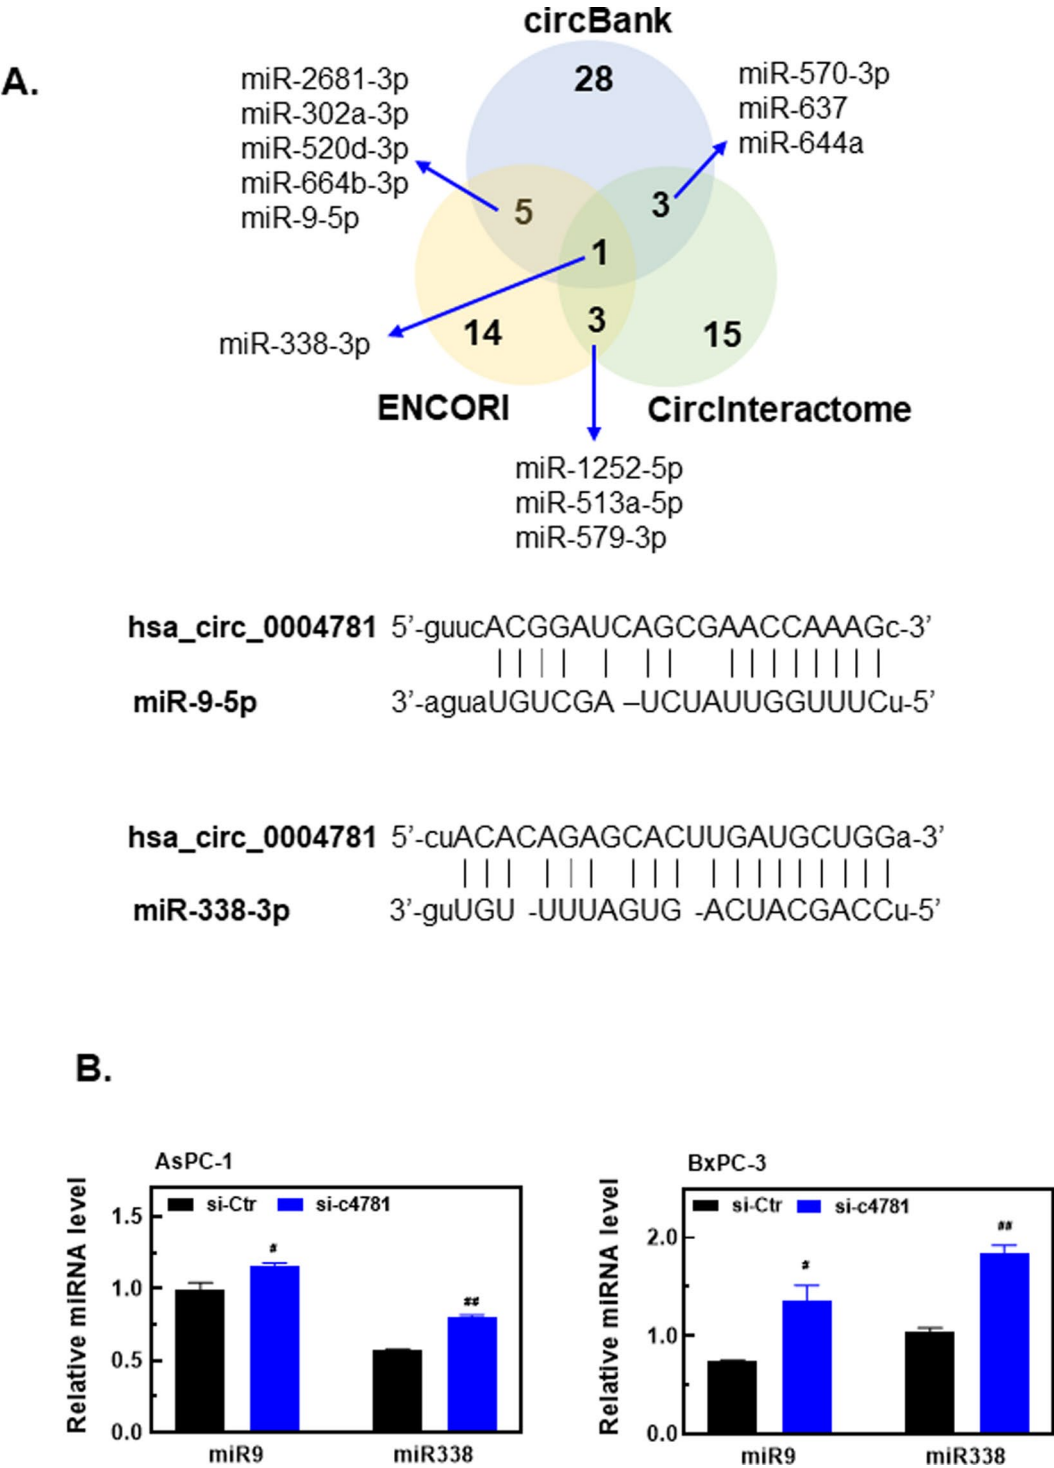 A.
circBank
28
miR-2681-3p
miR-302a-3p
miR-520d-3p
miR-664b-3p
miR-9-5p
miR-570-3p
miR-637
miR-644a
5
3
1
miR-338-3p
14
3
15
ENCORI
CircInteractome
miR-1252-5p
miR-513a-5p
miR-579-3p
hsa_circ_0004781 5’-guucACGGAUCAGCGAACCAAAGc-3’
miR-9-5p 3’-aguaUGUCGA –UCUAUUGGUUUCu-5’
hsa_circ_0004781 5’-cuACACAGAGCACUUGAUGCUGGa-3’
miR-338-3p 3’-guUGU -UUUAGUG -ACUACGACCu-5’
B.
AsPC-1
Relative miRNA level
si-Ctr si-c4781
1.5
1.0
0.5
0.0
#
##
miR9 miR338
BxPC-3
Relative miRNA level
si-Ctr si-c4781
2.0
1.0
0.0
#
##
miR9 miR338